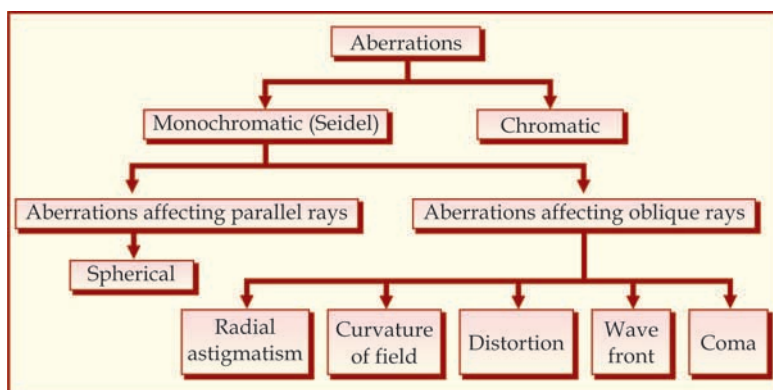 Aberrations
Monochromatic (Seidel)
Chromatic
Aberrations affecting parallel rays
Aberrations affecting oblique rays
Spherical
Radial
astigmatism
Curvature
of field
Distortion
Wave
front
Coma